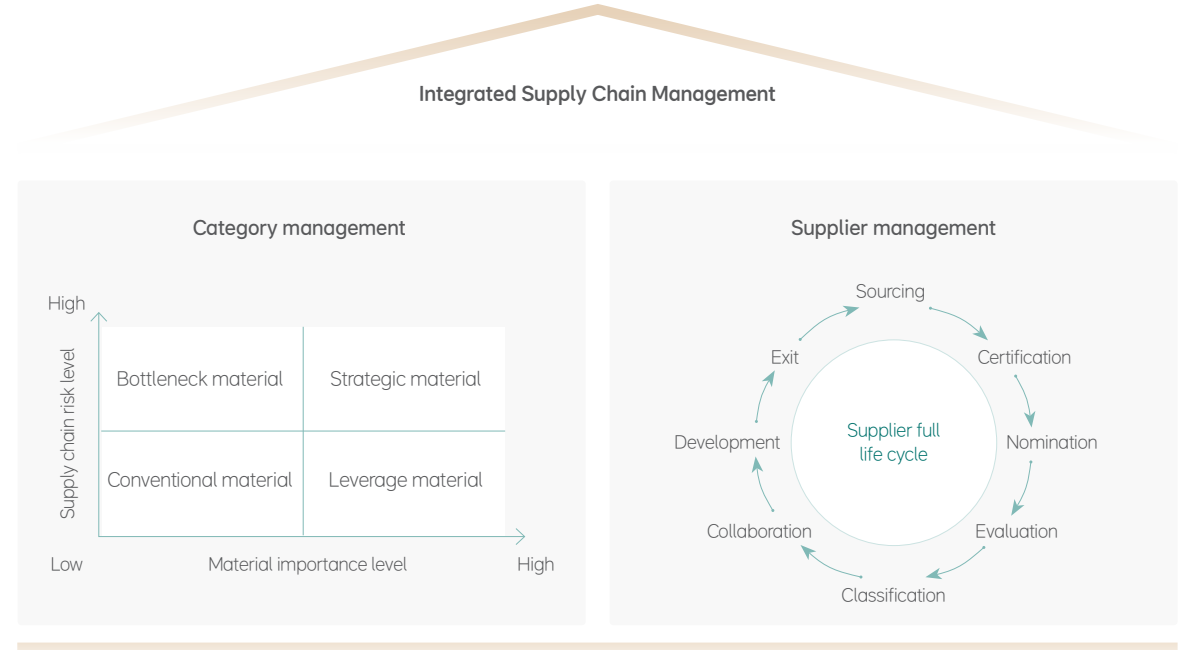 Integrated Supply Chain Management
Category management
High
Supply chain risk level
Bottleneck material
Strategic material
Conventional material
Leverage material
Low
Material importance level
High
Supplier management
Sourcing
Certification
Nomination
Evaluation
Classification
Collaboration
Development
Exit
Supplier full
life cycle